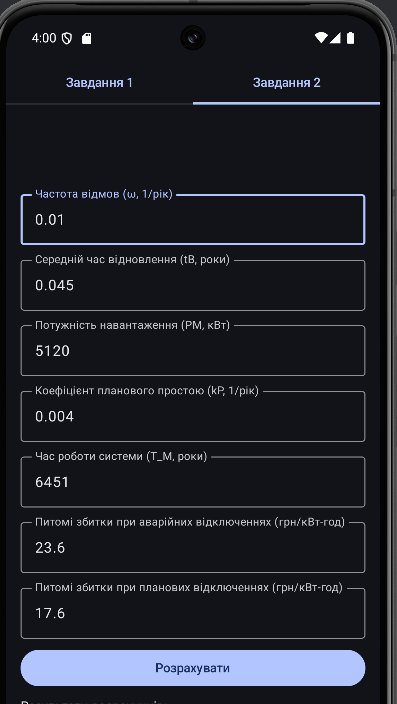 4:00
Завдання 1
Завдання 2
Частота відмов (ω, 1/рік)
0.01
Середній час відновлення (tВ, роки)
0.045
Потужність навантаження (PM, кВт)
5120
Коефіцієнт планового простою (kP, 1/рік)
0.004
Час роботи системи (T_M, роки)
6451
Питомі збитки при аварійних відключеннях (грн/кВт-год)
23.6
Питомі збитки при планових відключеннях (грн/кВт-год)
17.6
Розрахувати